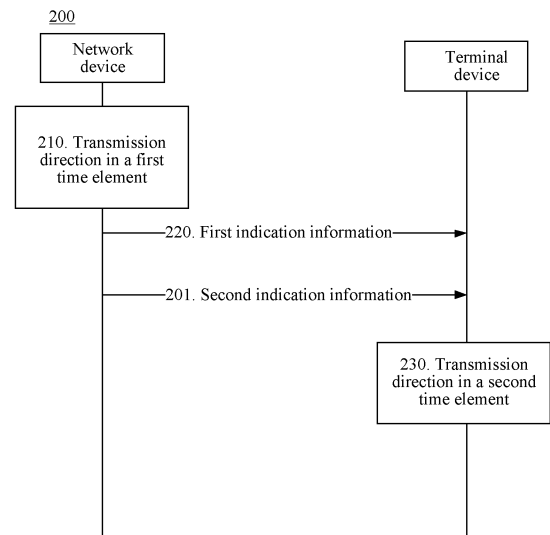 200
Network
device
Terminal
device
210. Transmission
direction in a first
time element
220. First indication information
201. Second indication information
230. Transmission
direction in a second
time element